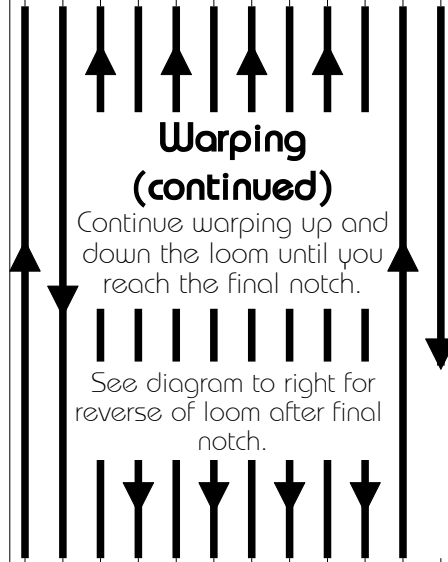 Warping
(continued)
Continue warping up and
down the loom until you
reach the final notch.
See diagram to right for
reverse of loom after final
notch.